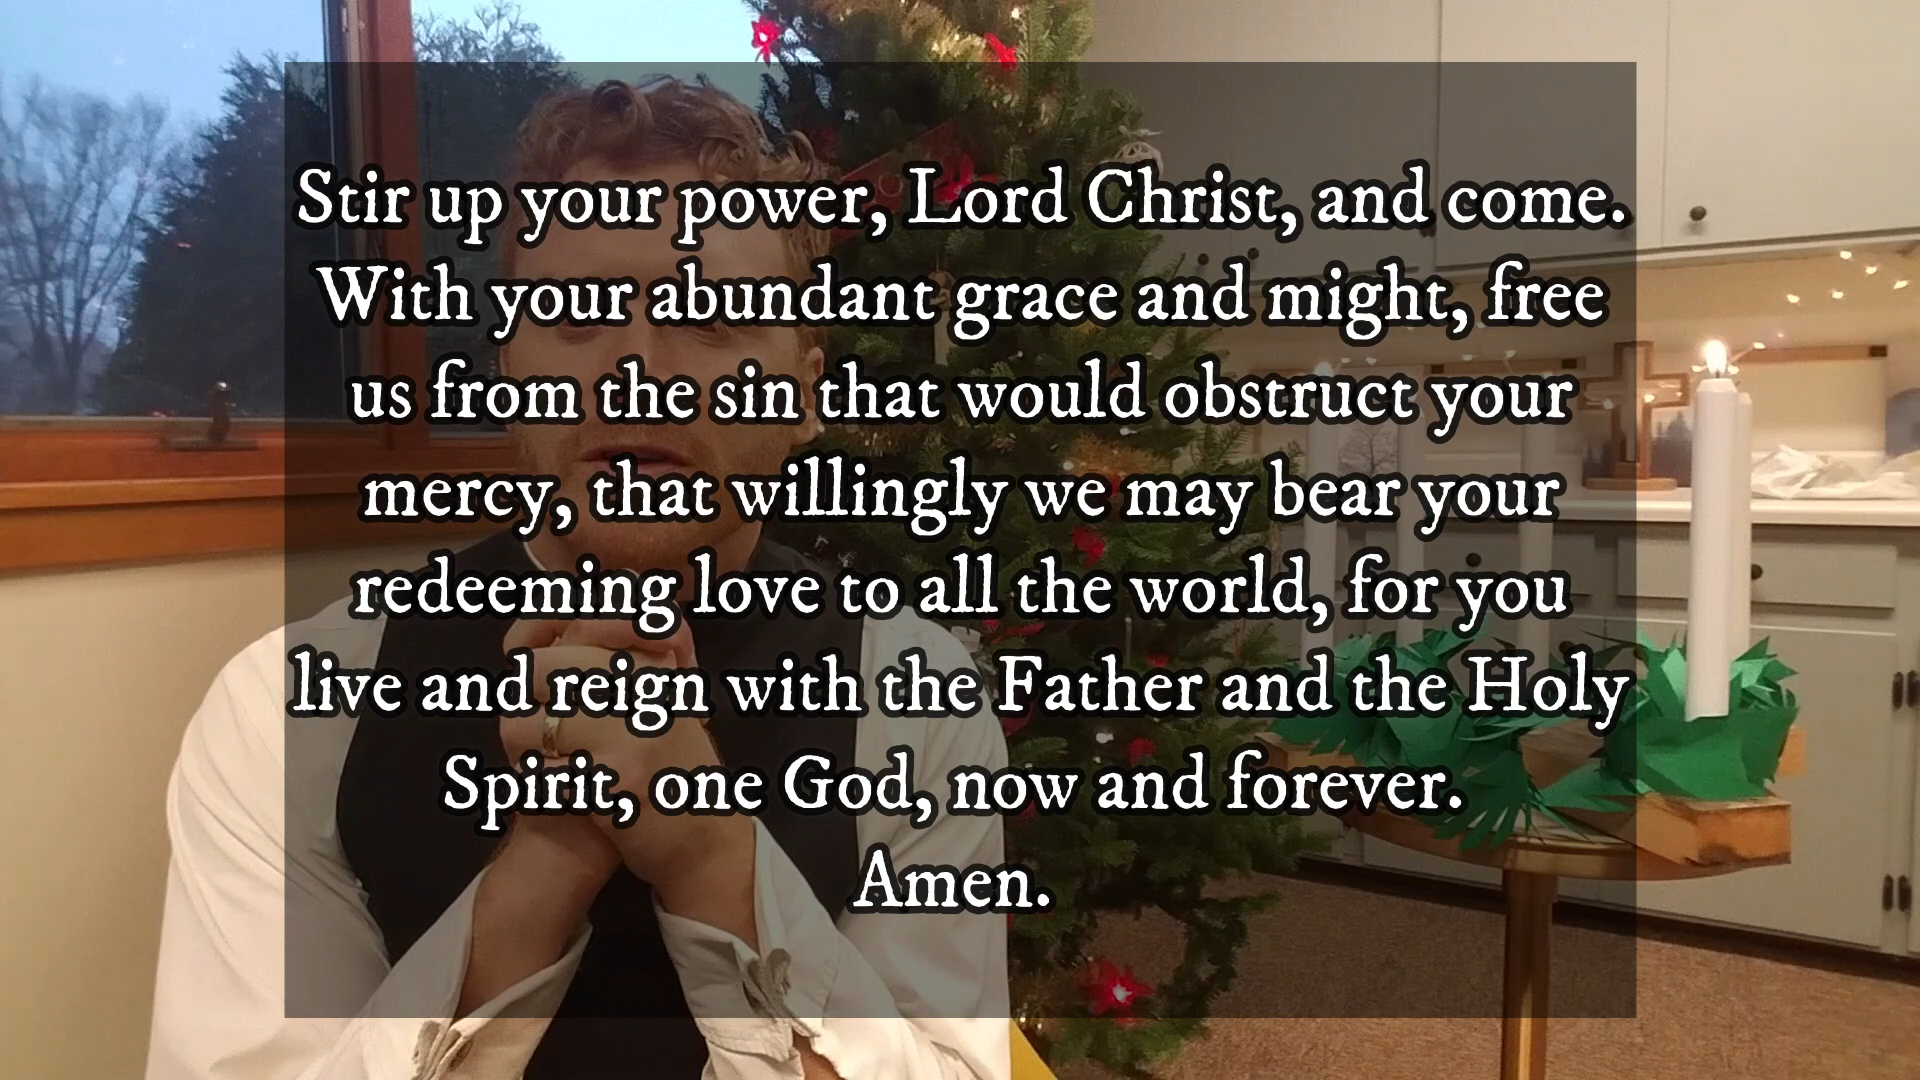 Stir up your power, Lord Christ, and come.
With your abundant grace and might, free
us from the sin that would obstruct your
mercy, that willingly we may bear your
redeeming love to all the world, for you
live and reign with the Father and the Holy
Spirit, one God, now and forever.
Amen.